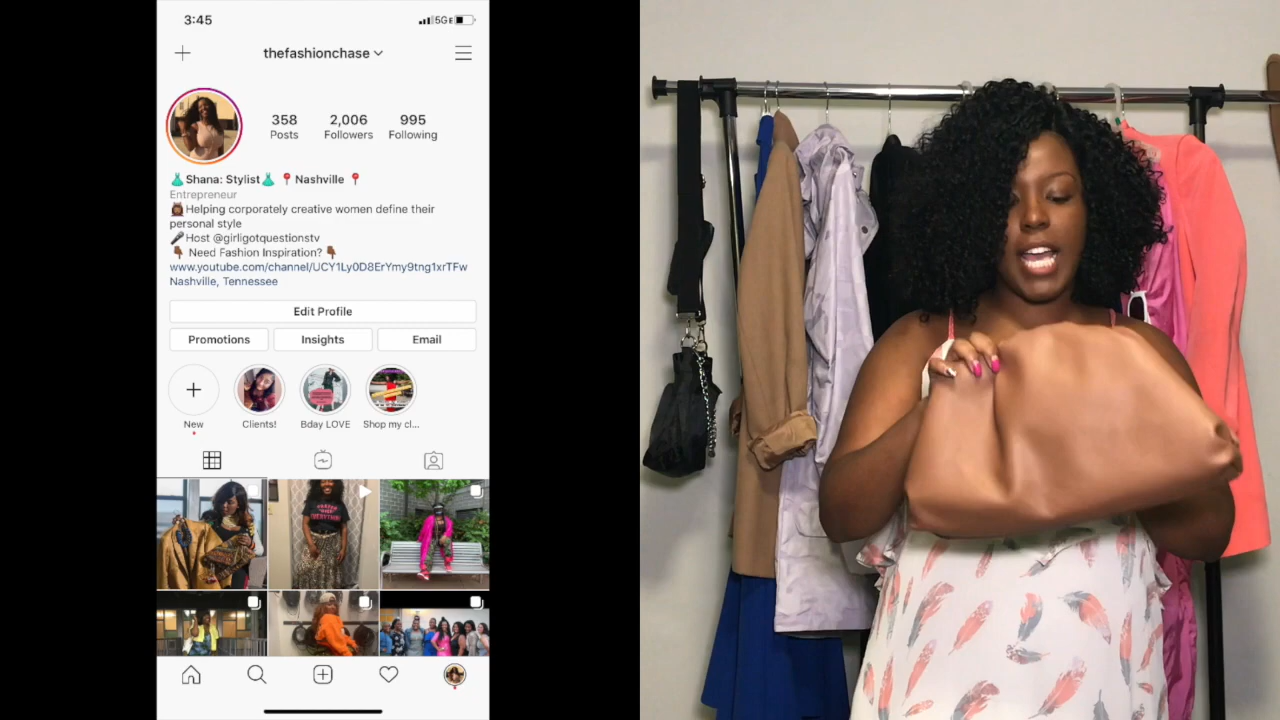 3:45
5GE
thefashionchase
358
2,006
995
Posts
Followers
Following
Shana: Stylist Nashville
Entrepreneur
Helping corporately creative women define their
personal style
Host @girligotquestionstv
Need Fashion Inspiration?
www.youtube.com/channel/UCY1Ly0D8ErYmy9tng1xrTFw
Nashville, Tennessee
Edit Profile
Promotions
Insights
Email
New
Clients!
Bday LOVE
Shop my cl...